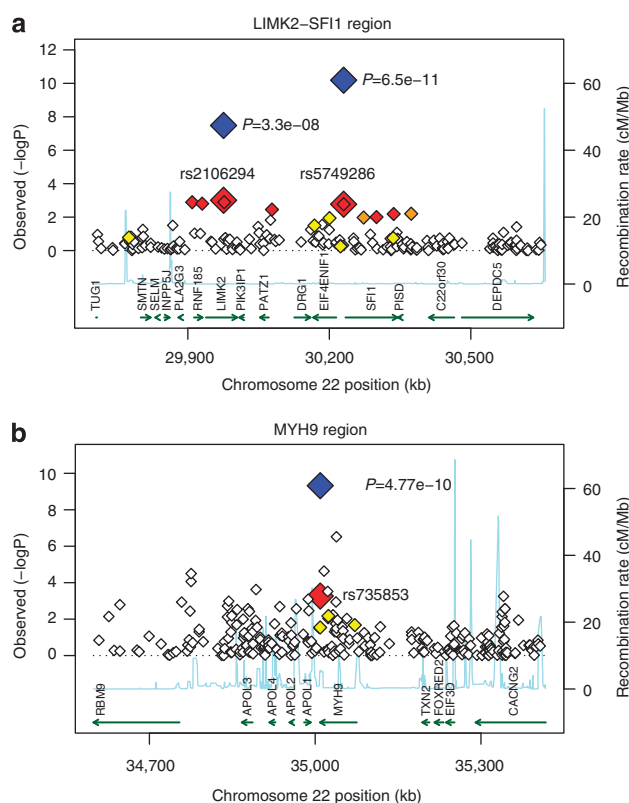 a
LIMK2–SFI1 region
12
10
8
6
4
2
0
Observed (−logP)
60
40
20
0
Recombination rate (cM/Mb)
P=6.5e−11
P=3.3e−08
rs2106294
rs5749286
TUG1
SMTN
SELM
INPP5J
PLA2G3
RNF185
LIMK2
PIK3IP1
PATZ1
DRG1
EIF4ENIF1
SFI1
PISD
C22orf30
DEPDC5
29,900
30,200
30,500
Chromosome 22 position (kb)
b
MYH9 region
10
8
6
4
2
0
Observed (−logP)
60
50
40
30
20
10
0
Recombination rate (cM/Mb)
P=4.77e−10
rs735853
RBM9
APOL3
APOL4
APOL2
APOL1
MYH9
TXN2
FOXRED2
EIF3D
CACNG2
34,700
35,000
35,300
Chromosome 22 position (kb)